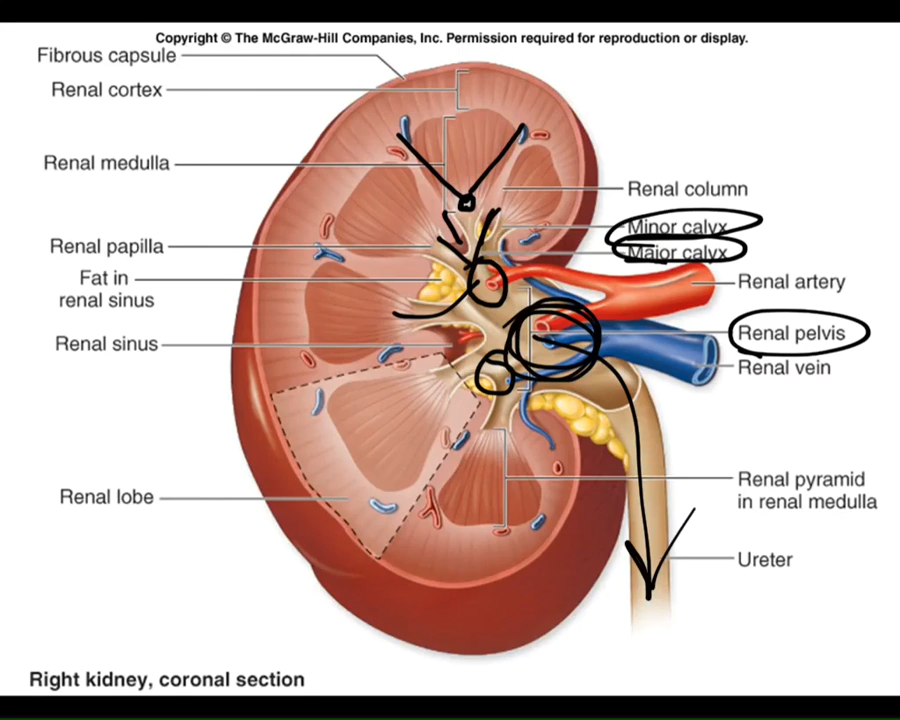 Copyright © The McGraw-Hill Companies, Inc. Permission required for reproduction or display.
Fibrous capsule
Renal cortex
Renal medulla
Renal column
Minor calyx
Renal papilla
Major calyx
Fat in
renal sinus
Renal artery
Renal sinus
Renal pelvis
Renal vein
Renal lobe
Renal pyramid
in renal medulla
Ureter
Right kidney, coronal section